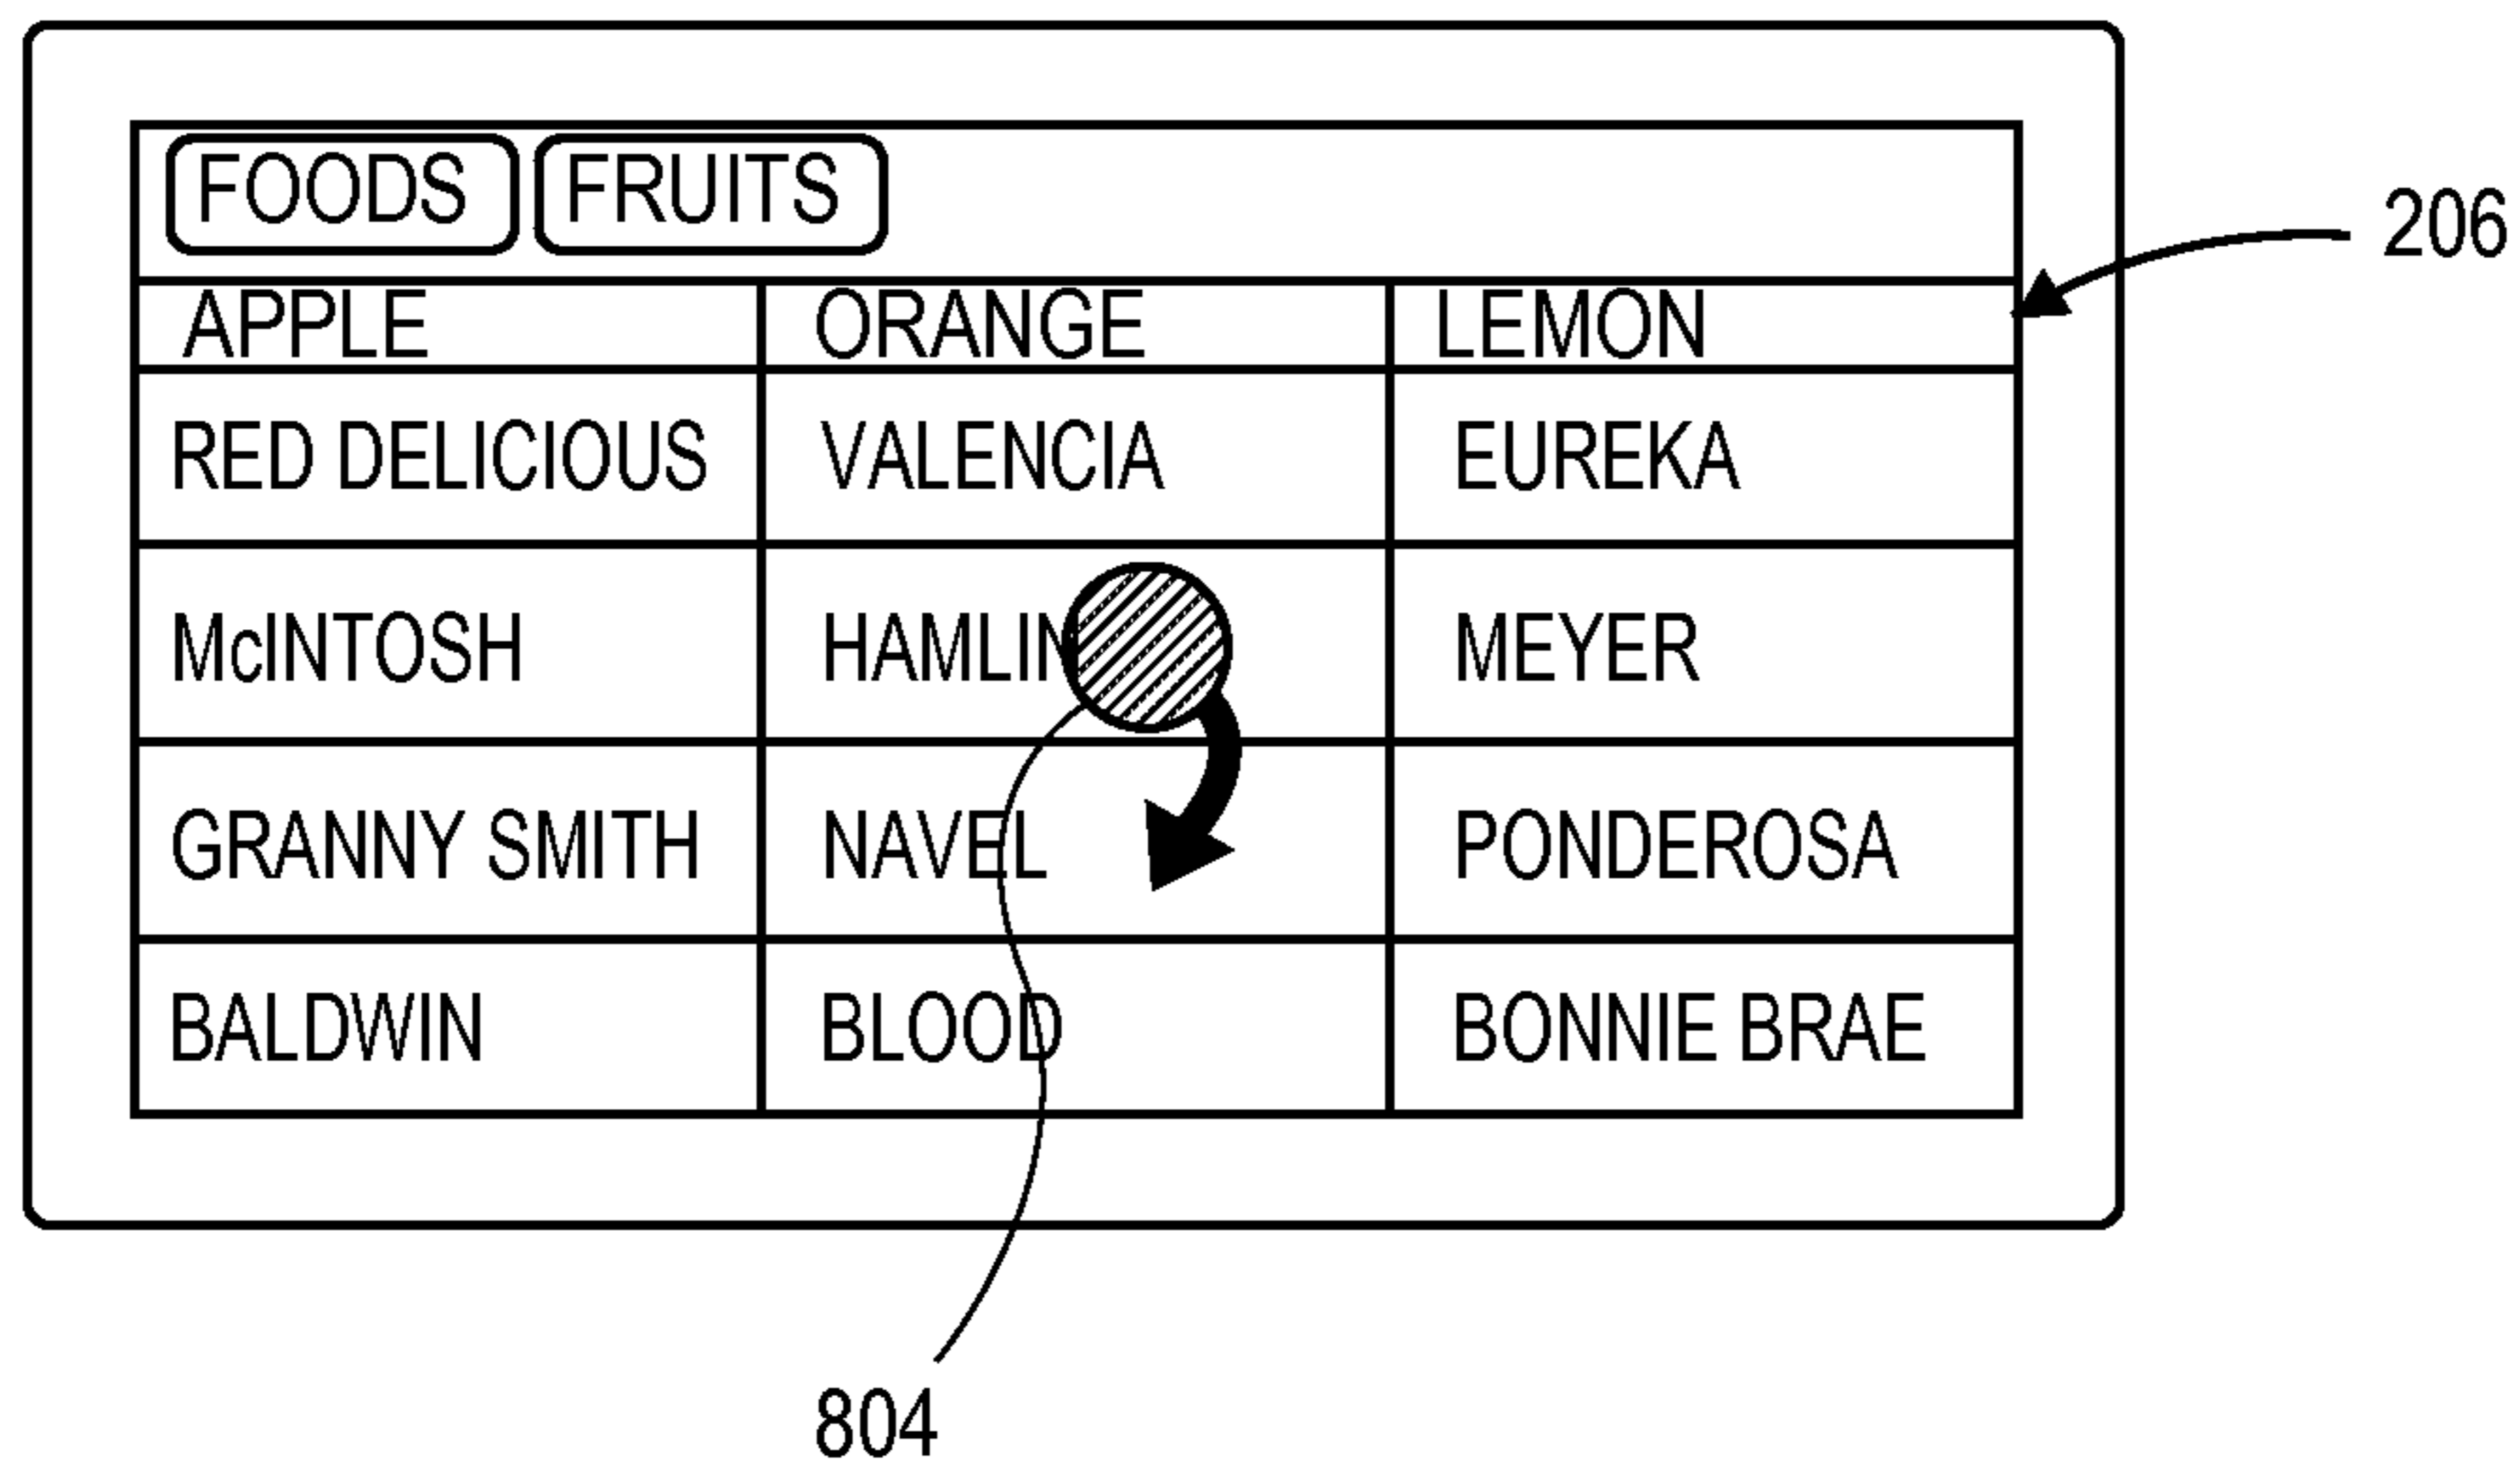 FOODS FRUITS
206
APPLE ORANGE LEMON
RED DELICIOUS VALENCIA EUREKA
McINTOSH HAMLIN MEYER
GRANNY SMITH NAVEL PONDEROSA
BALDWIN BLOOD BONNIE BRAE
804